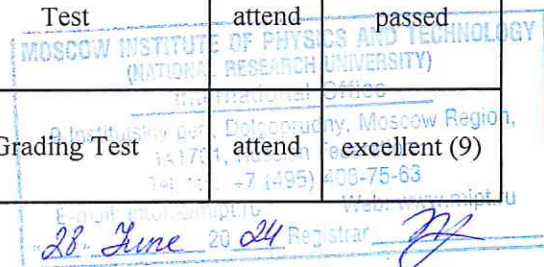 Test attend passed
MOSCOW INSTITUTE OF PHYSICS AND TECHNOLOGY
(NATIONAL RESEARCH UNIVERSITY)
International Office
9 Institutskiy per., Dolgoprudny, Moscow Region,
Grading Test attend excellent (9)
+7 (495) 408-75-63
Web: www.mipt.ru
"28" June 20 24 Registrar